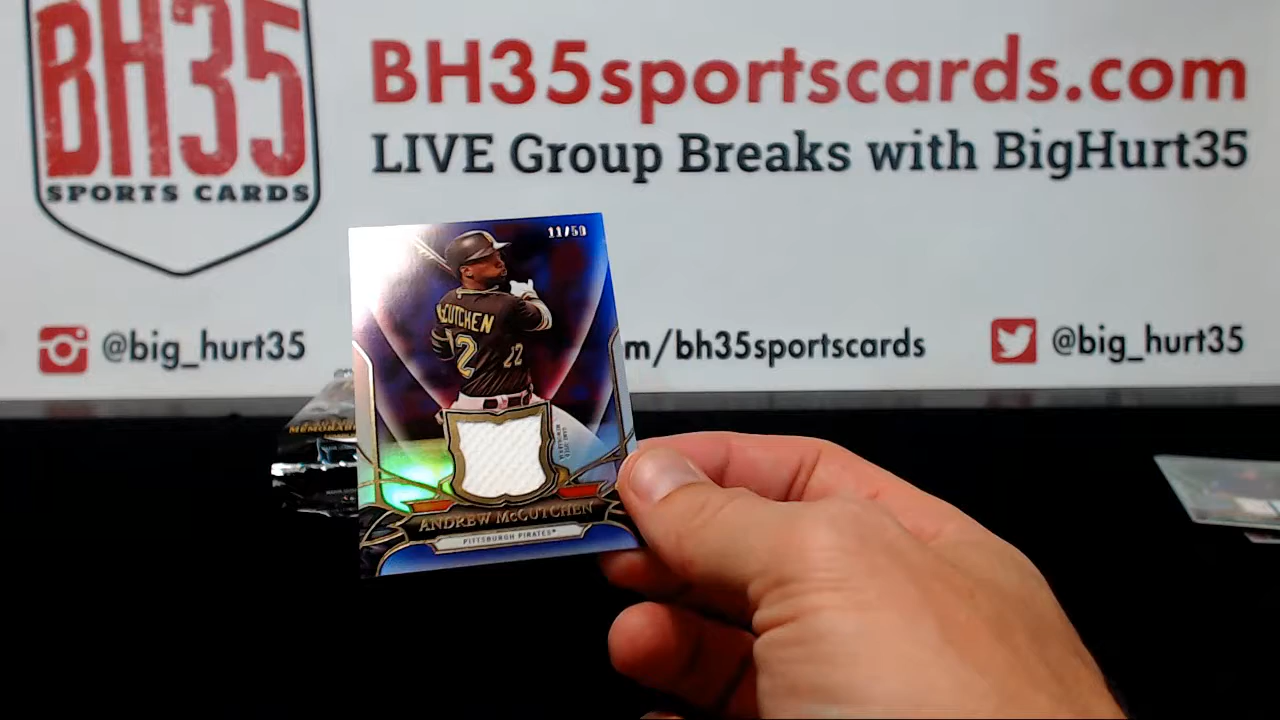 BH35
SPORTS CARDS
BH35sportscards.com
LIVE Group Breaks with BigHurt35
@big_hurt35
m/bh35sportscards
@big_hurt35
11/50
McCUTCHEN
22
22
ANDREW McCUTCHEN
PITTSBURGH PIRATES